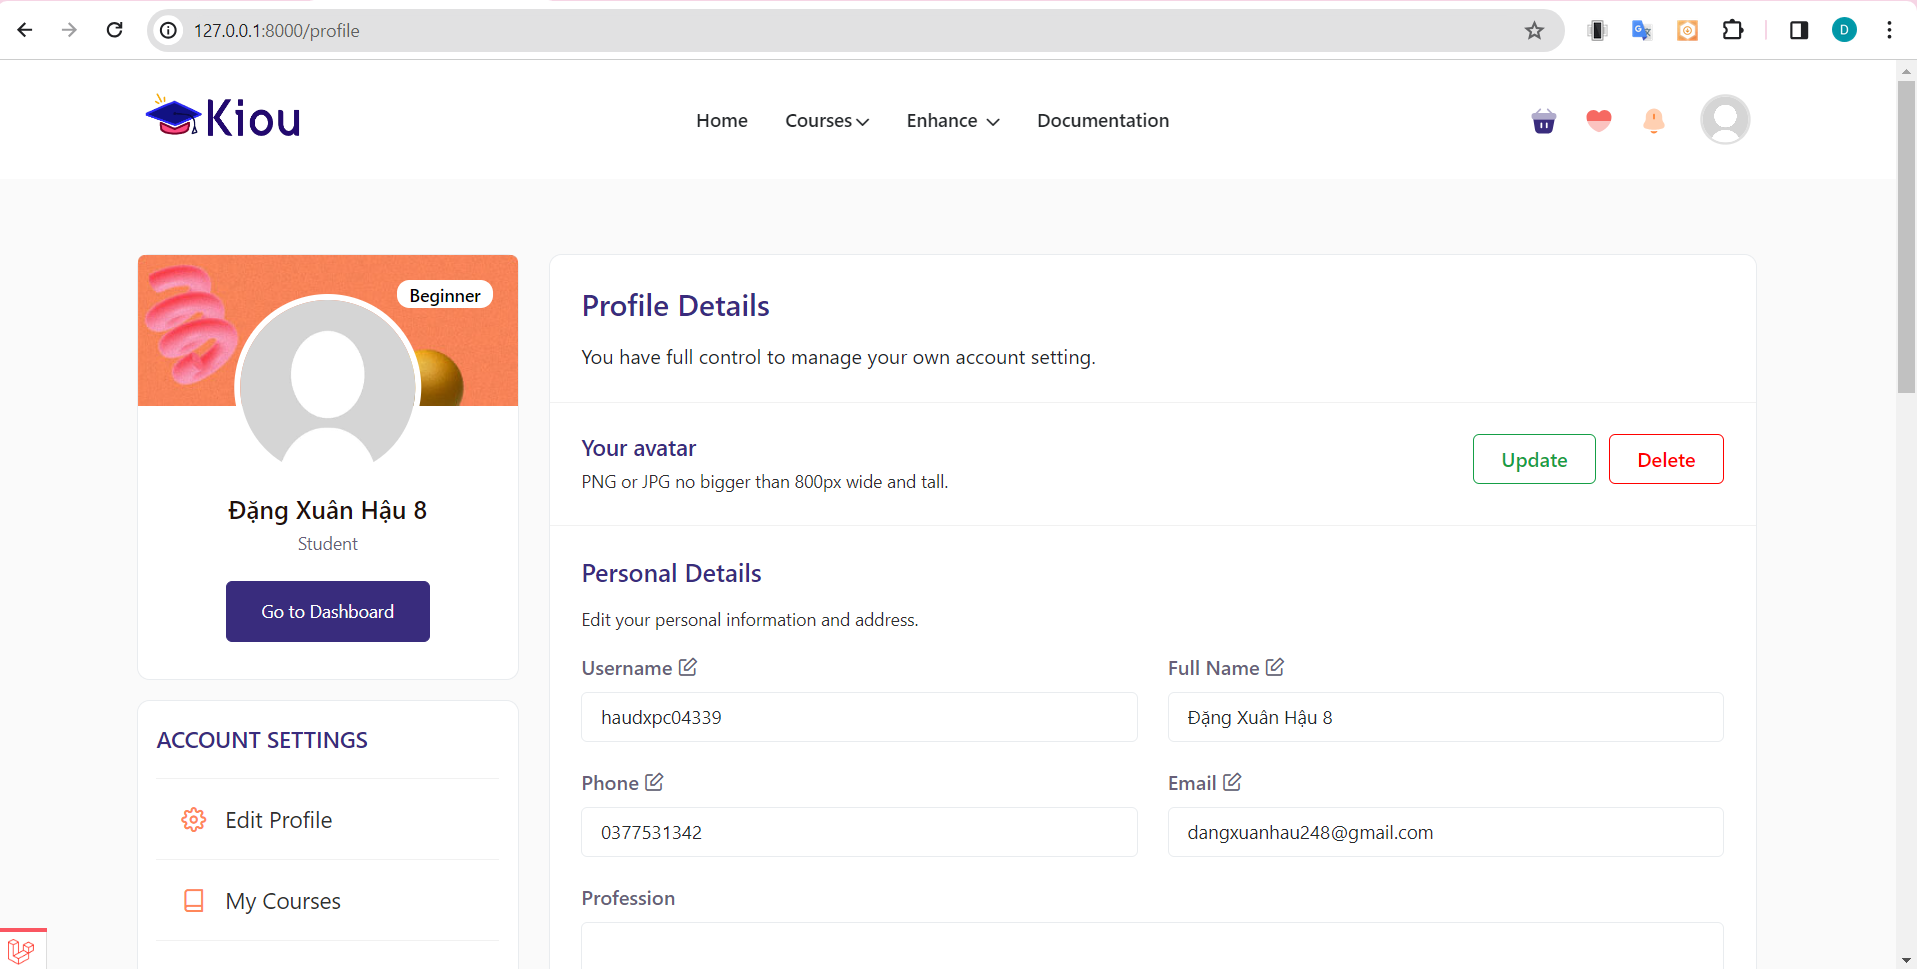 127.0.0.1:8000/profile
D
Kiou
Home Courses Enhance Documentation
Beginner
Đặng Xuân Hậu 8
Student
Go to Dashboard
ACCOUNT SETTINGS
Edit Profile
My Courses
Profile Details
You have full control to manage your own account setting.
Your avatar
PNG or JPG no bigger than 800px wide and tall.
Update Delete
Personal Details
Edit your personal information and address.
Username Full Name
haudxpc04339 Đặng Xuân Hậu 8
Phone Email
0377531342 dangxuanhau248@gmail.com
Profession